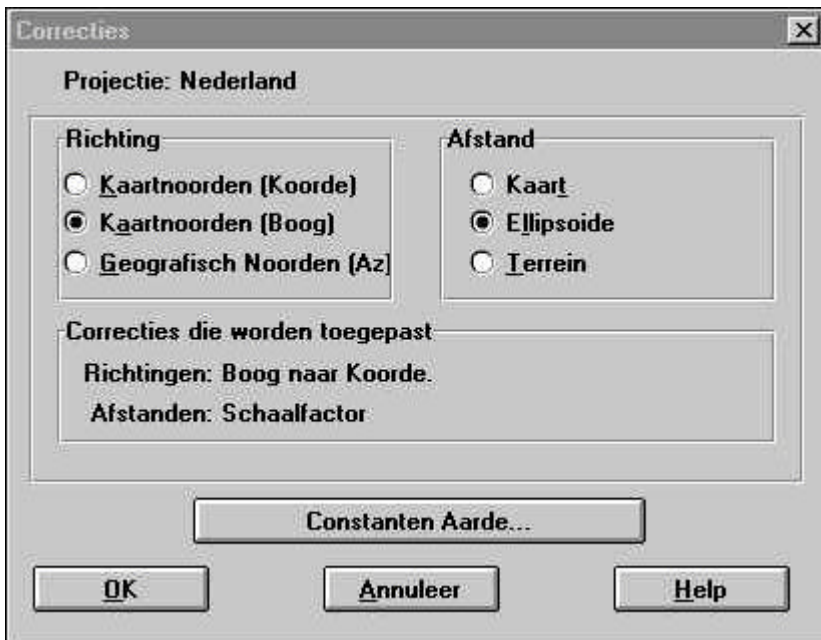 Correcties
Projectie: Nederland
Richting
Kaartnoorden (Koorde)
Kaartnoorden (Boog)
Geografisch Noorden (Az)
Afstand
Kaart
Ellipsoide
Terrein
Correcties die worden toegepast
Richtingen: Boog naar Koorde.
Afstanden: Schaalfactor
Constanten Aarde...
OK
Annuleer
Help